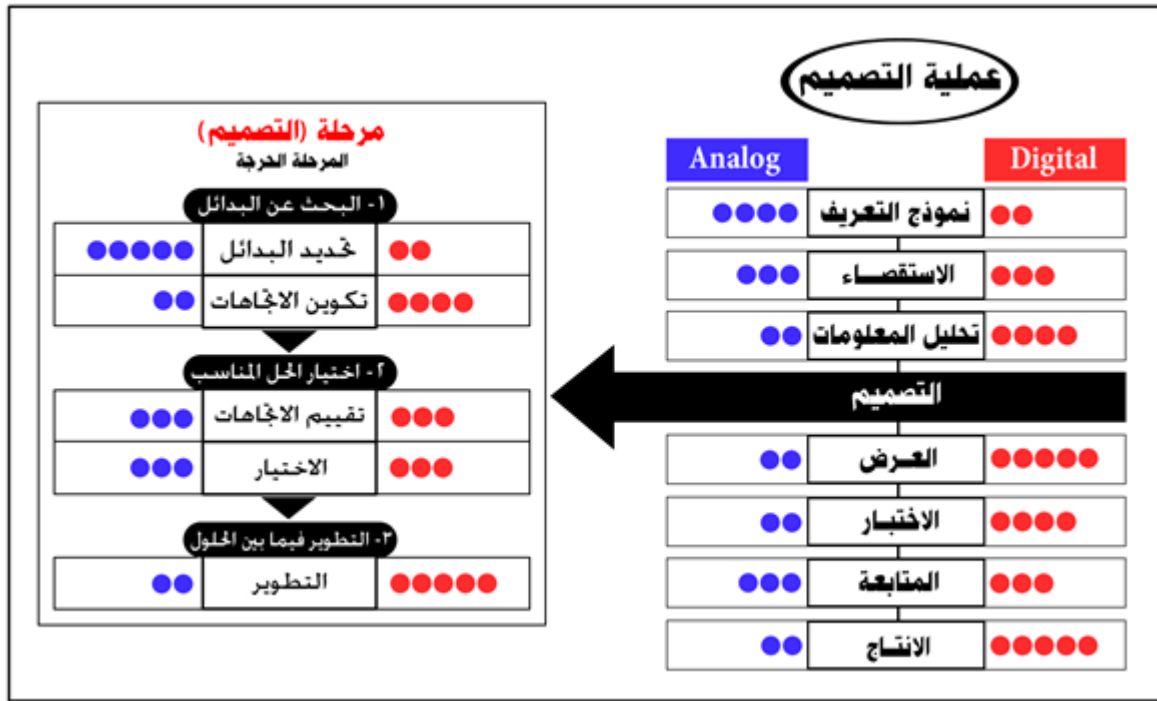 عملية التصميم
Digital
Analog
نموذج التعريف
الاستقصاء
تحليل المعلومات
التصميم
العرض
الاختبار
المتابعة
الانتاج
مرحلة (التصميم)
المرحلة الحرجة
١- البحث عن البدائل
تحديد البدائل
تكوين الاتجاهات
٢- اختيار الحل المناسب
تقييم الاتجاهات
الاختيار
٣- التطوير فيما بين الحلول
التطوير